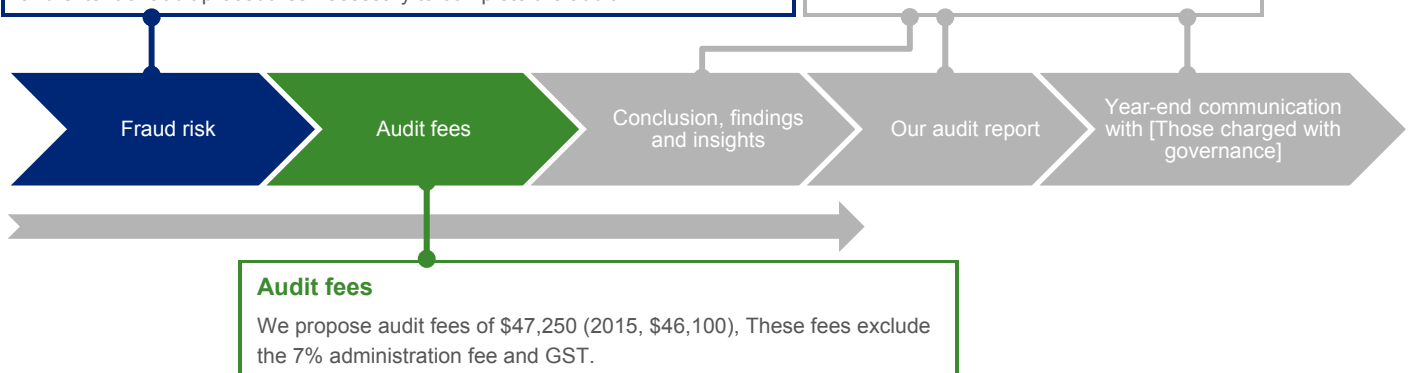 Fraud risk
Audit fees
Conclusion, findings
and insights
Our audit report
Year-end communication
with [Those charged with
governance]
Audit fees
We propose audit fees of $47,250 (2015, $46,100), These fees exclude
the 7% administration fee and GST.